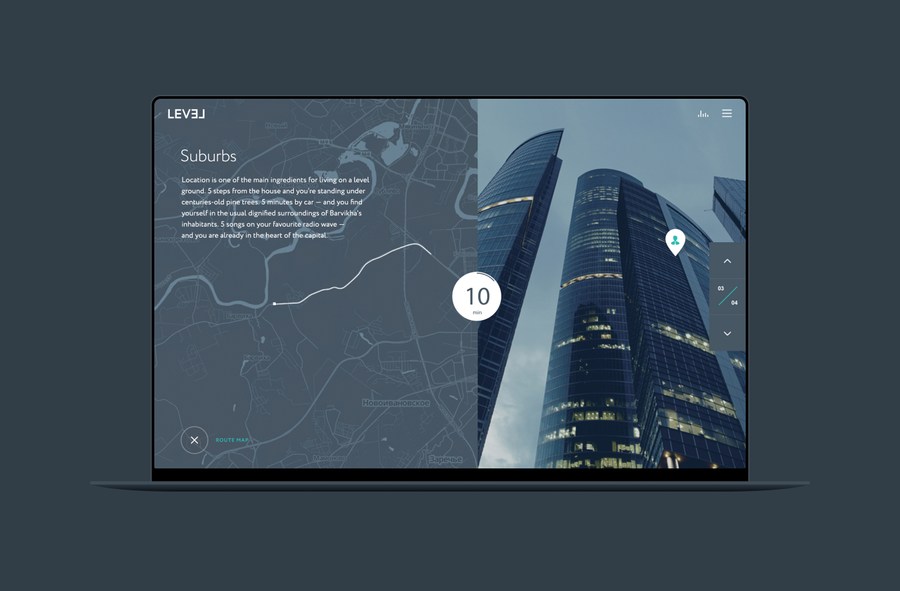 LEVEL
Suburbs
Location is one of the main ingredients for living on a level
ground. 5 steps from the house and you're standing under
centuries-old pine trees. 5 minutes by car — and you find
yourself in the usual dignified surroundings of Barvikha's
inhabitants. 5 songs on your favourite radio wave —
and you are already in the heart of the capital.
10
min
03
04
Новоивановское
ROUTE MAP
Заречье